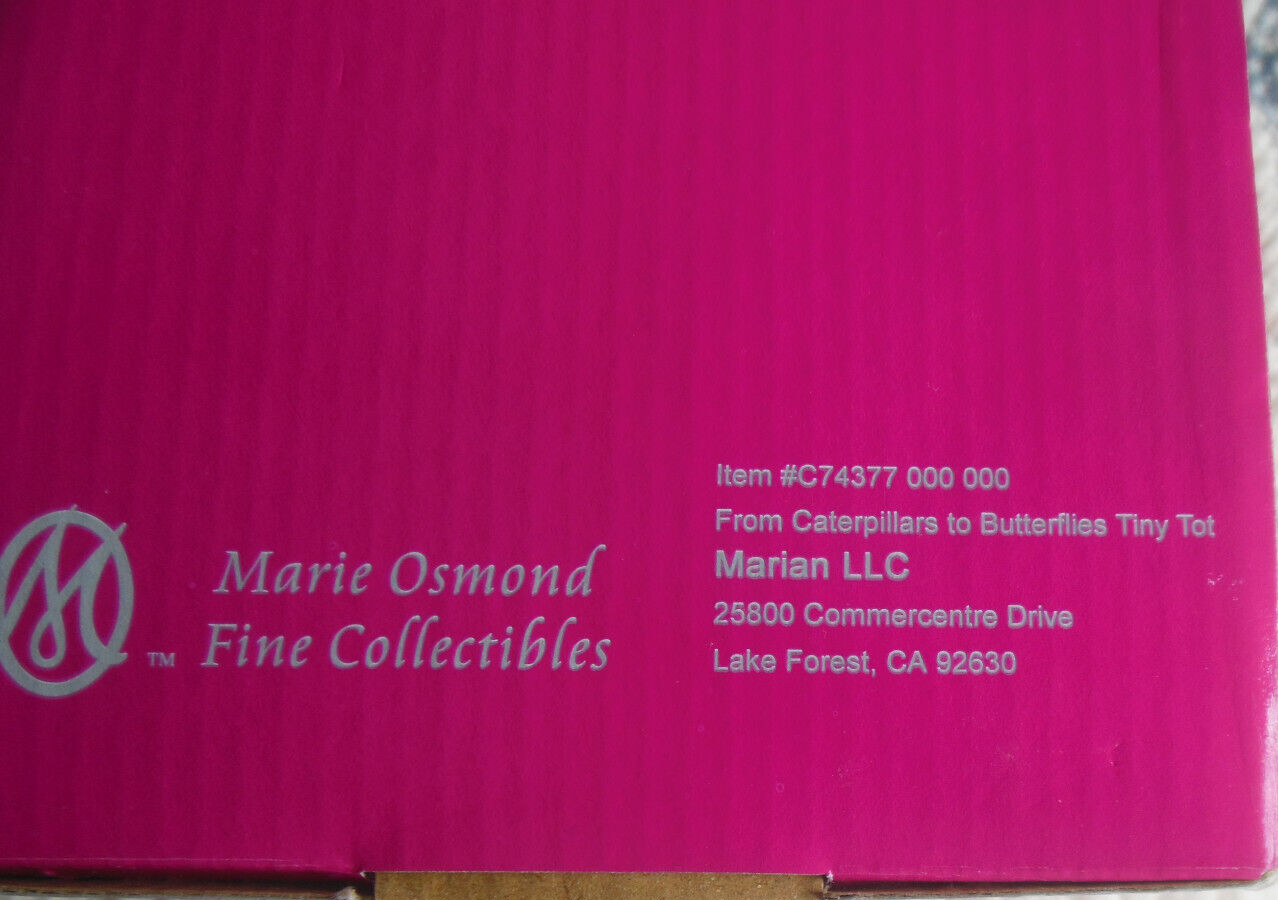 Item #C74377 000 000
From Caterpillars to Butterflies Tiny Tot
Marian LLC
25800 Commercentre Drive
Lake Forest, CA 92630
M TM
Marie Osmond
Fine Collectibles